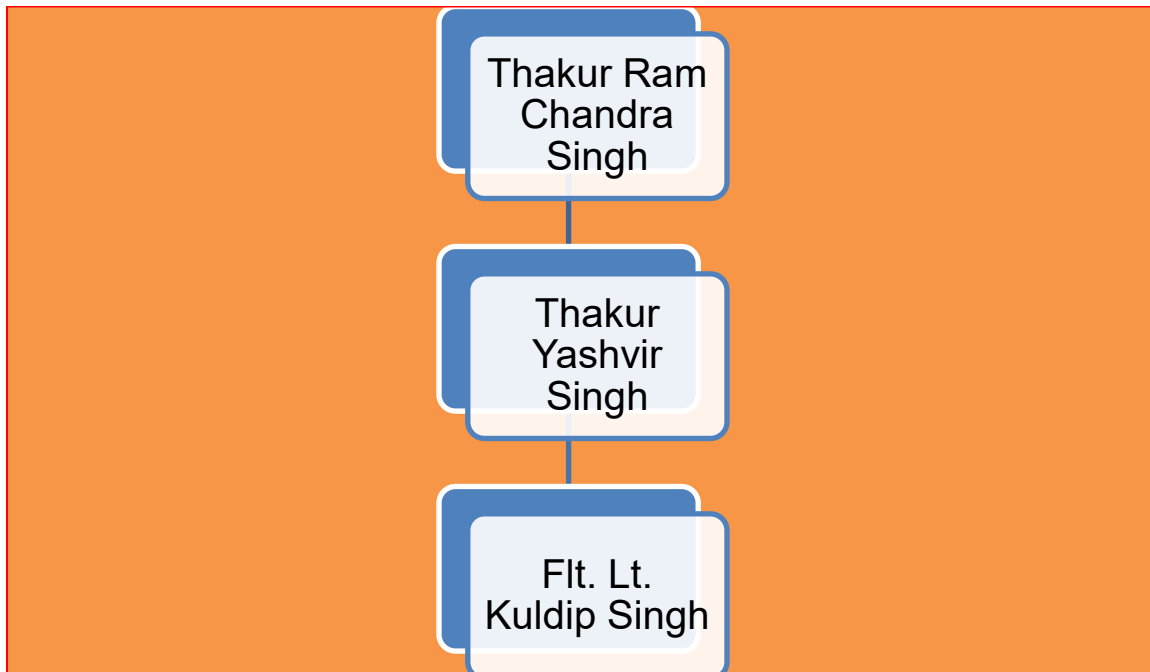 Thakur Ram
Chandra
Singh
Thakur
Yashvir
Singh
Flt. Lt.
Kuldip Singh